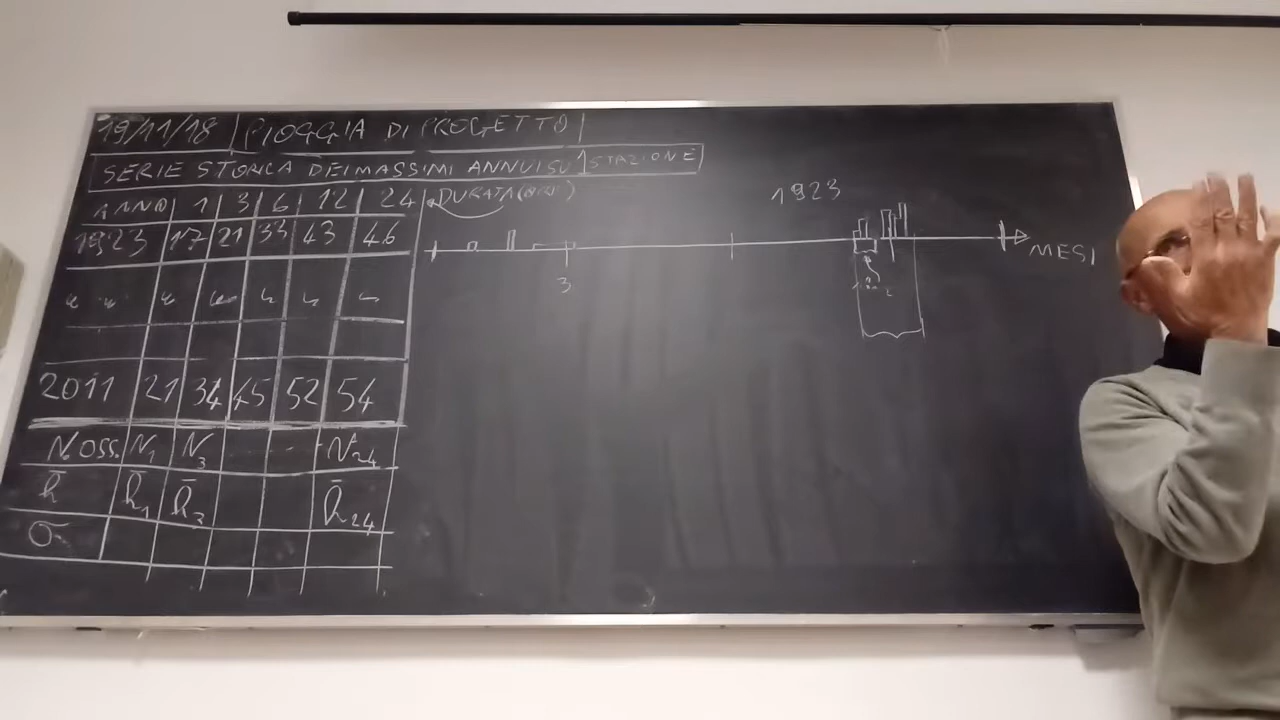 19/11/18 | PIOGGIA DI PROGETTO |
SERIE STORICA DEI MASSIMI ANNUI SU 1 STAZIONE
ANNO 1 3 6 12 24 DURATA (ORE)
1923 17 21 33 43 46
" " " " " " "
2011 21 34 45 52 54
N.OSS. N₁ N₃ - - N₂₄
h̄ h̄₁ h̄₃ h̄₂₄
σ
1923
MESI
3